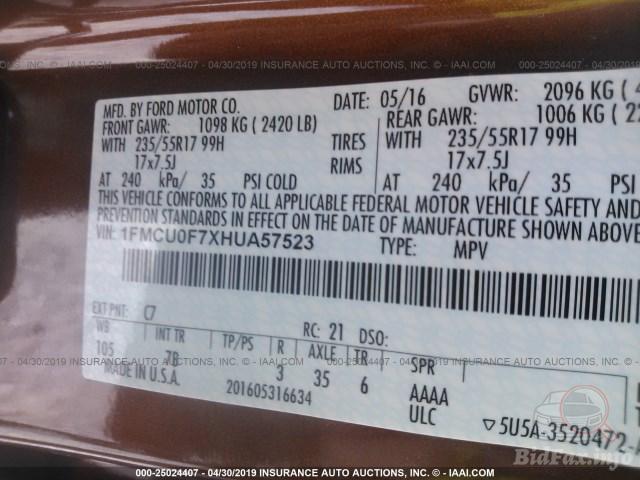 000-25024407 - 04/30/2019 INSURANCE AUTO AUCTIONS INC. - © IAAI.COM
MFD. BY FORD MOTOR CO.
DATE: 05/16 GVWR: 2096 KG
FRONT GAWR: 1098 KG (2420 LB)
REAR GAWR: 1006 KG
WITH 235/55R17 99H TIRES 235/55R17 99H WITH
17x7.5J RIMS 17x7.5J
AT 240 kPa/ 35 PSI COLD AT 240 kPa/ 35 PSI
THIS VEHICLE CONFORMS TO ALL APPLICABLE FEDERAL MOTOR VEHICLE SAFETY AND
PREVENTION STANDARDS IN EFFECT ON THE DATE OF MANUFACTURE SHOWN ABOVE
VIN: 1FMCU0F7XHUA57523 TYPE: MPV
EXT PNT: C7 RC: 21 DSO:
WB INT TR TP/PS R AXLE TR SPR
105 7B 3 35 6 AAAA
MADE IN U.S.A. 201605316634 ULC
5U5A-3520472-
000-25024407 - 04/30/2019 INSURANCE AUTO AUCTIONS INC. - © IAAI.COM
BidFax.info